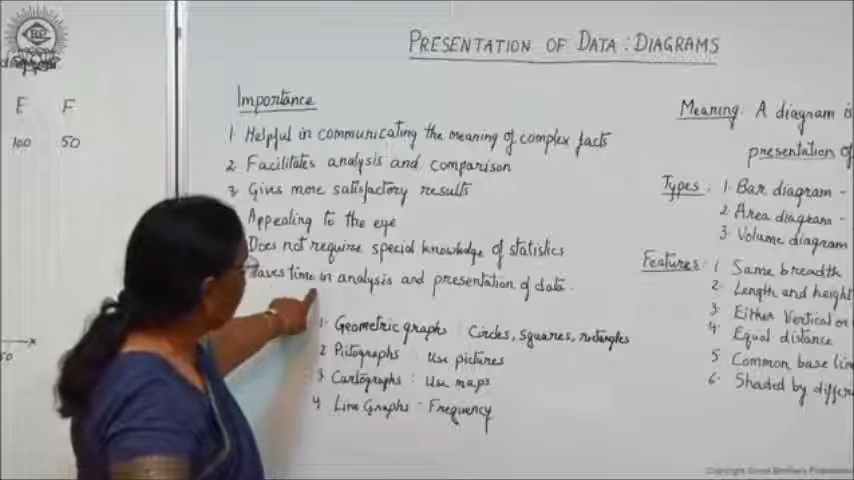 PRESENTATION OF DATA : DIAGRAMS
E F
100 50
50 x
Importance
1 Helpful in communicating the meaning of complex facts
2 Facilitates analysis and comparison
3 Gives more satisfactory results
Appealing to the eye
Does not require special knowledge of statistics
Saves time in analysis and presentation of data.
1. Geometric graphs : Circles, squares, rectangles
2 Pictographs : Use pictures
3 Cartographs : Use maps
4 Line Graphs - Frequency
Meaning : A diagram is
presentation of
Types : 1. Bar diagram -
2. Area diagram -
3. Volume diagram
Features : 1 Same breadth
2. Length and height
3. Either Vertical or
4. Equal distance
5 Common base lin
6. Shaded by differ